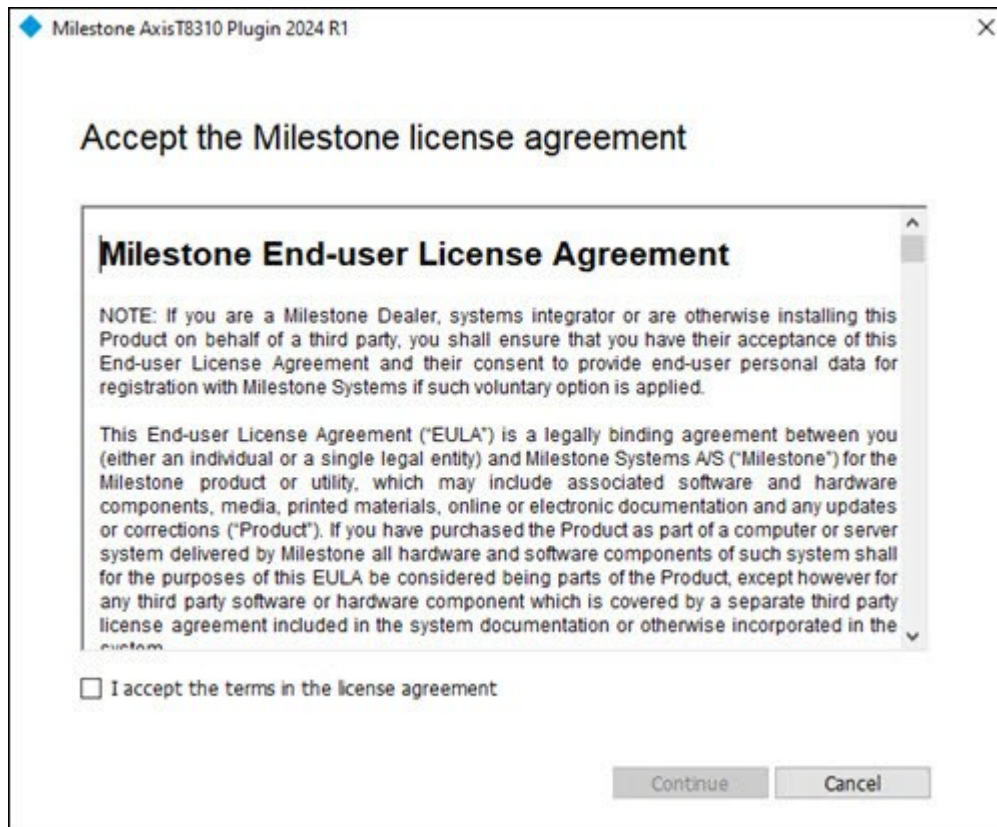 Milestone AxisT8310 Plugin 2024 R1
Accept the Milestone license agreement
Milestone End-user License Agreement
NOTE: If you are a Milestone Dealer, systems integrator or are otherwise installing this
Product on behalf of a third party, you shall ensure that you have their acceptance of this
End-user License Agreement and their consent to provide end-user personal data for
registration with Milestone Systems if such voluntary option is applied.
This End-user License Agreement (“EULA”) is a legally binding agreement between you
(either an individual or a single legal entity) and Milestone Systems A/S (“Milestone”) for the
Milestone product or utility, which may include associated software and hardware
components, media, printed materials, online or electronic documentation and any updates
or corrections (“Product”). If you have purchased the Product as part of a computer or server
system delivered by Milestone all hardware and software components of such system shall
for the purposes of this EULA be considered being parts of the Product, except however for
any third party software or hardware component which is covered by a separate third party
license agreement included in the system documentation or otherwise incorporated in the
system
I accept the terms in the license agreement
Continue
Cancel